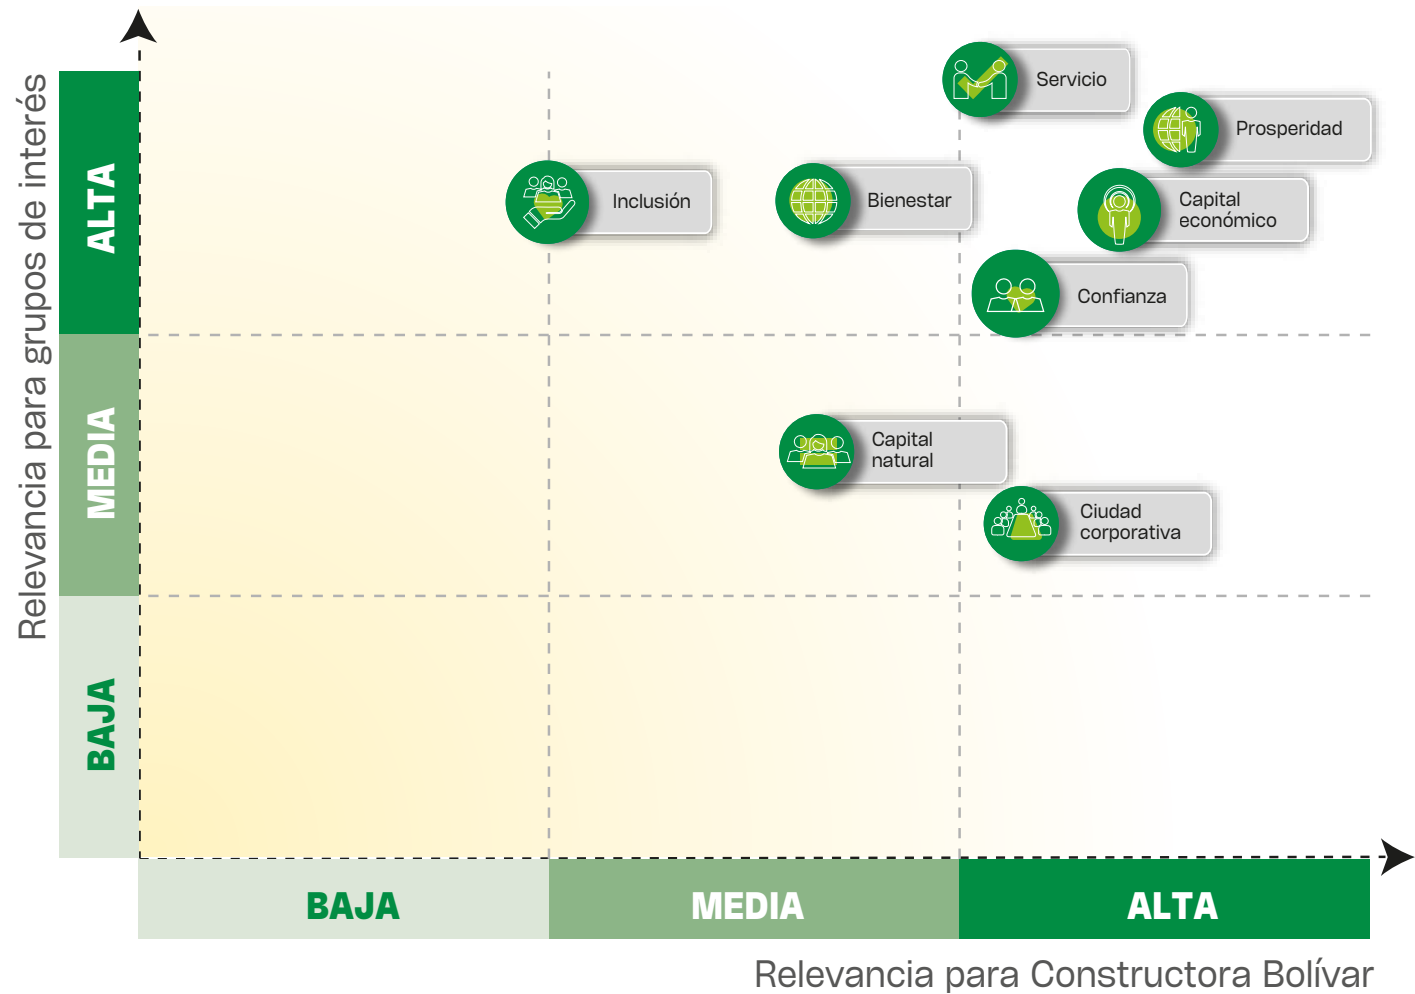 Relevancia para grupos de interés
ALTA
MEDIA
BAJA
Servicio
Prosperidad
Inclusión
Bienestar
Capital
económico
Confianza
Capital
natural
Ciudad
corporativa
BAJA
MEDIA
ALTA
Relevancia para Constructora Bolívar